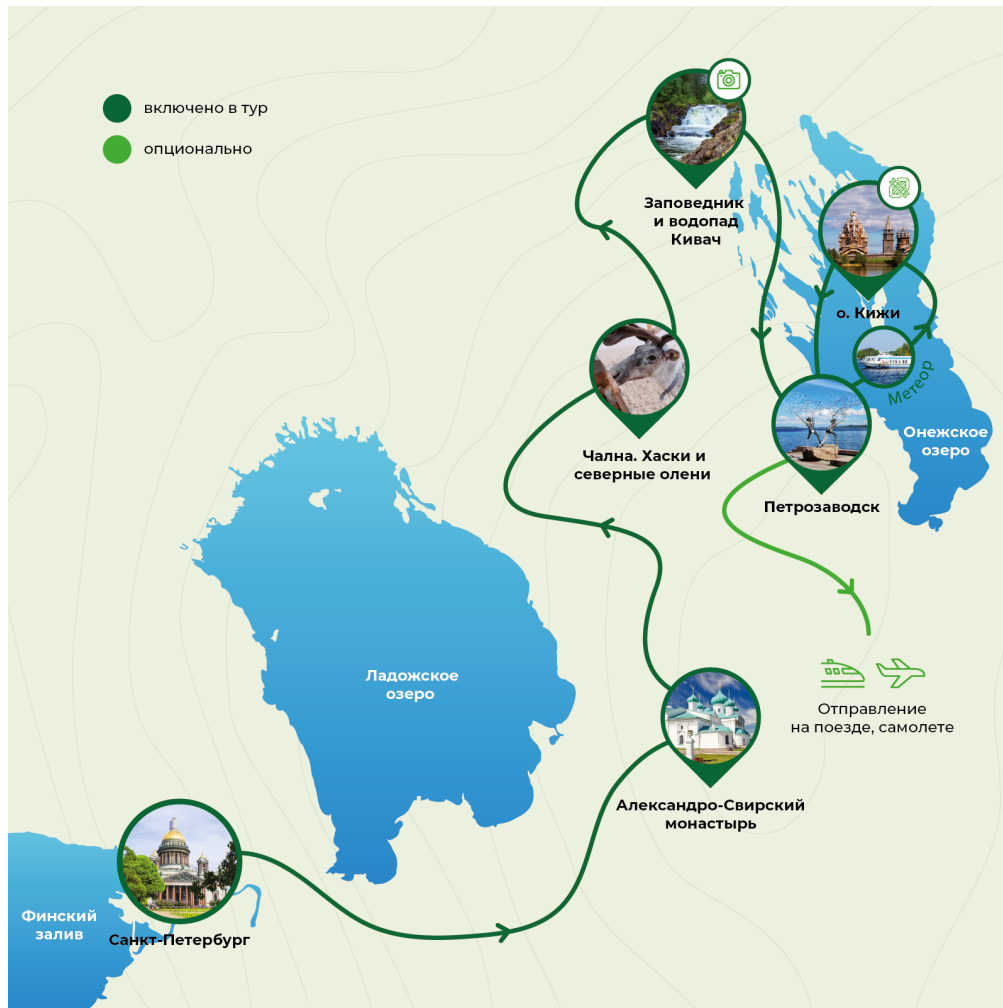 включено в тур
опционально
Заповедник
и водопад
Кивач
о. Кижи
Метеор
Чална. Хаски и
северные олени
Онежское
озеро
Петрозаводск
Ладожское
озеро
Отправление
на поезде, самолете
Александро-Свирский
монастырь
Финский
залив
Санкт-Петербург